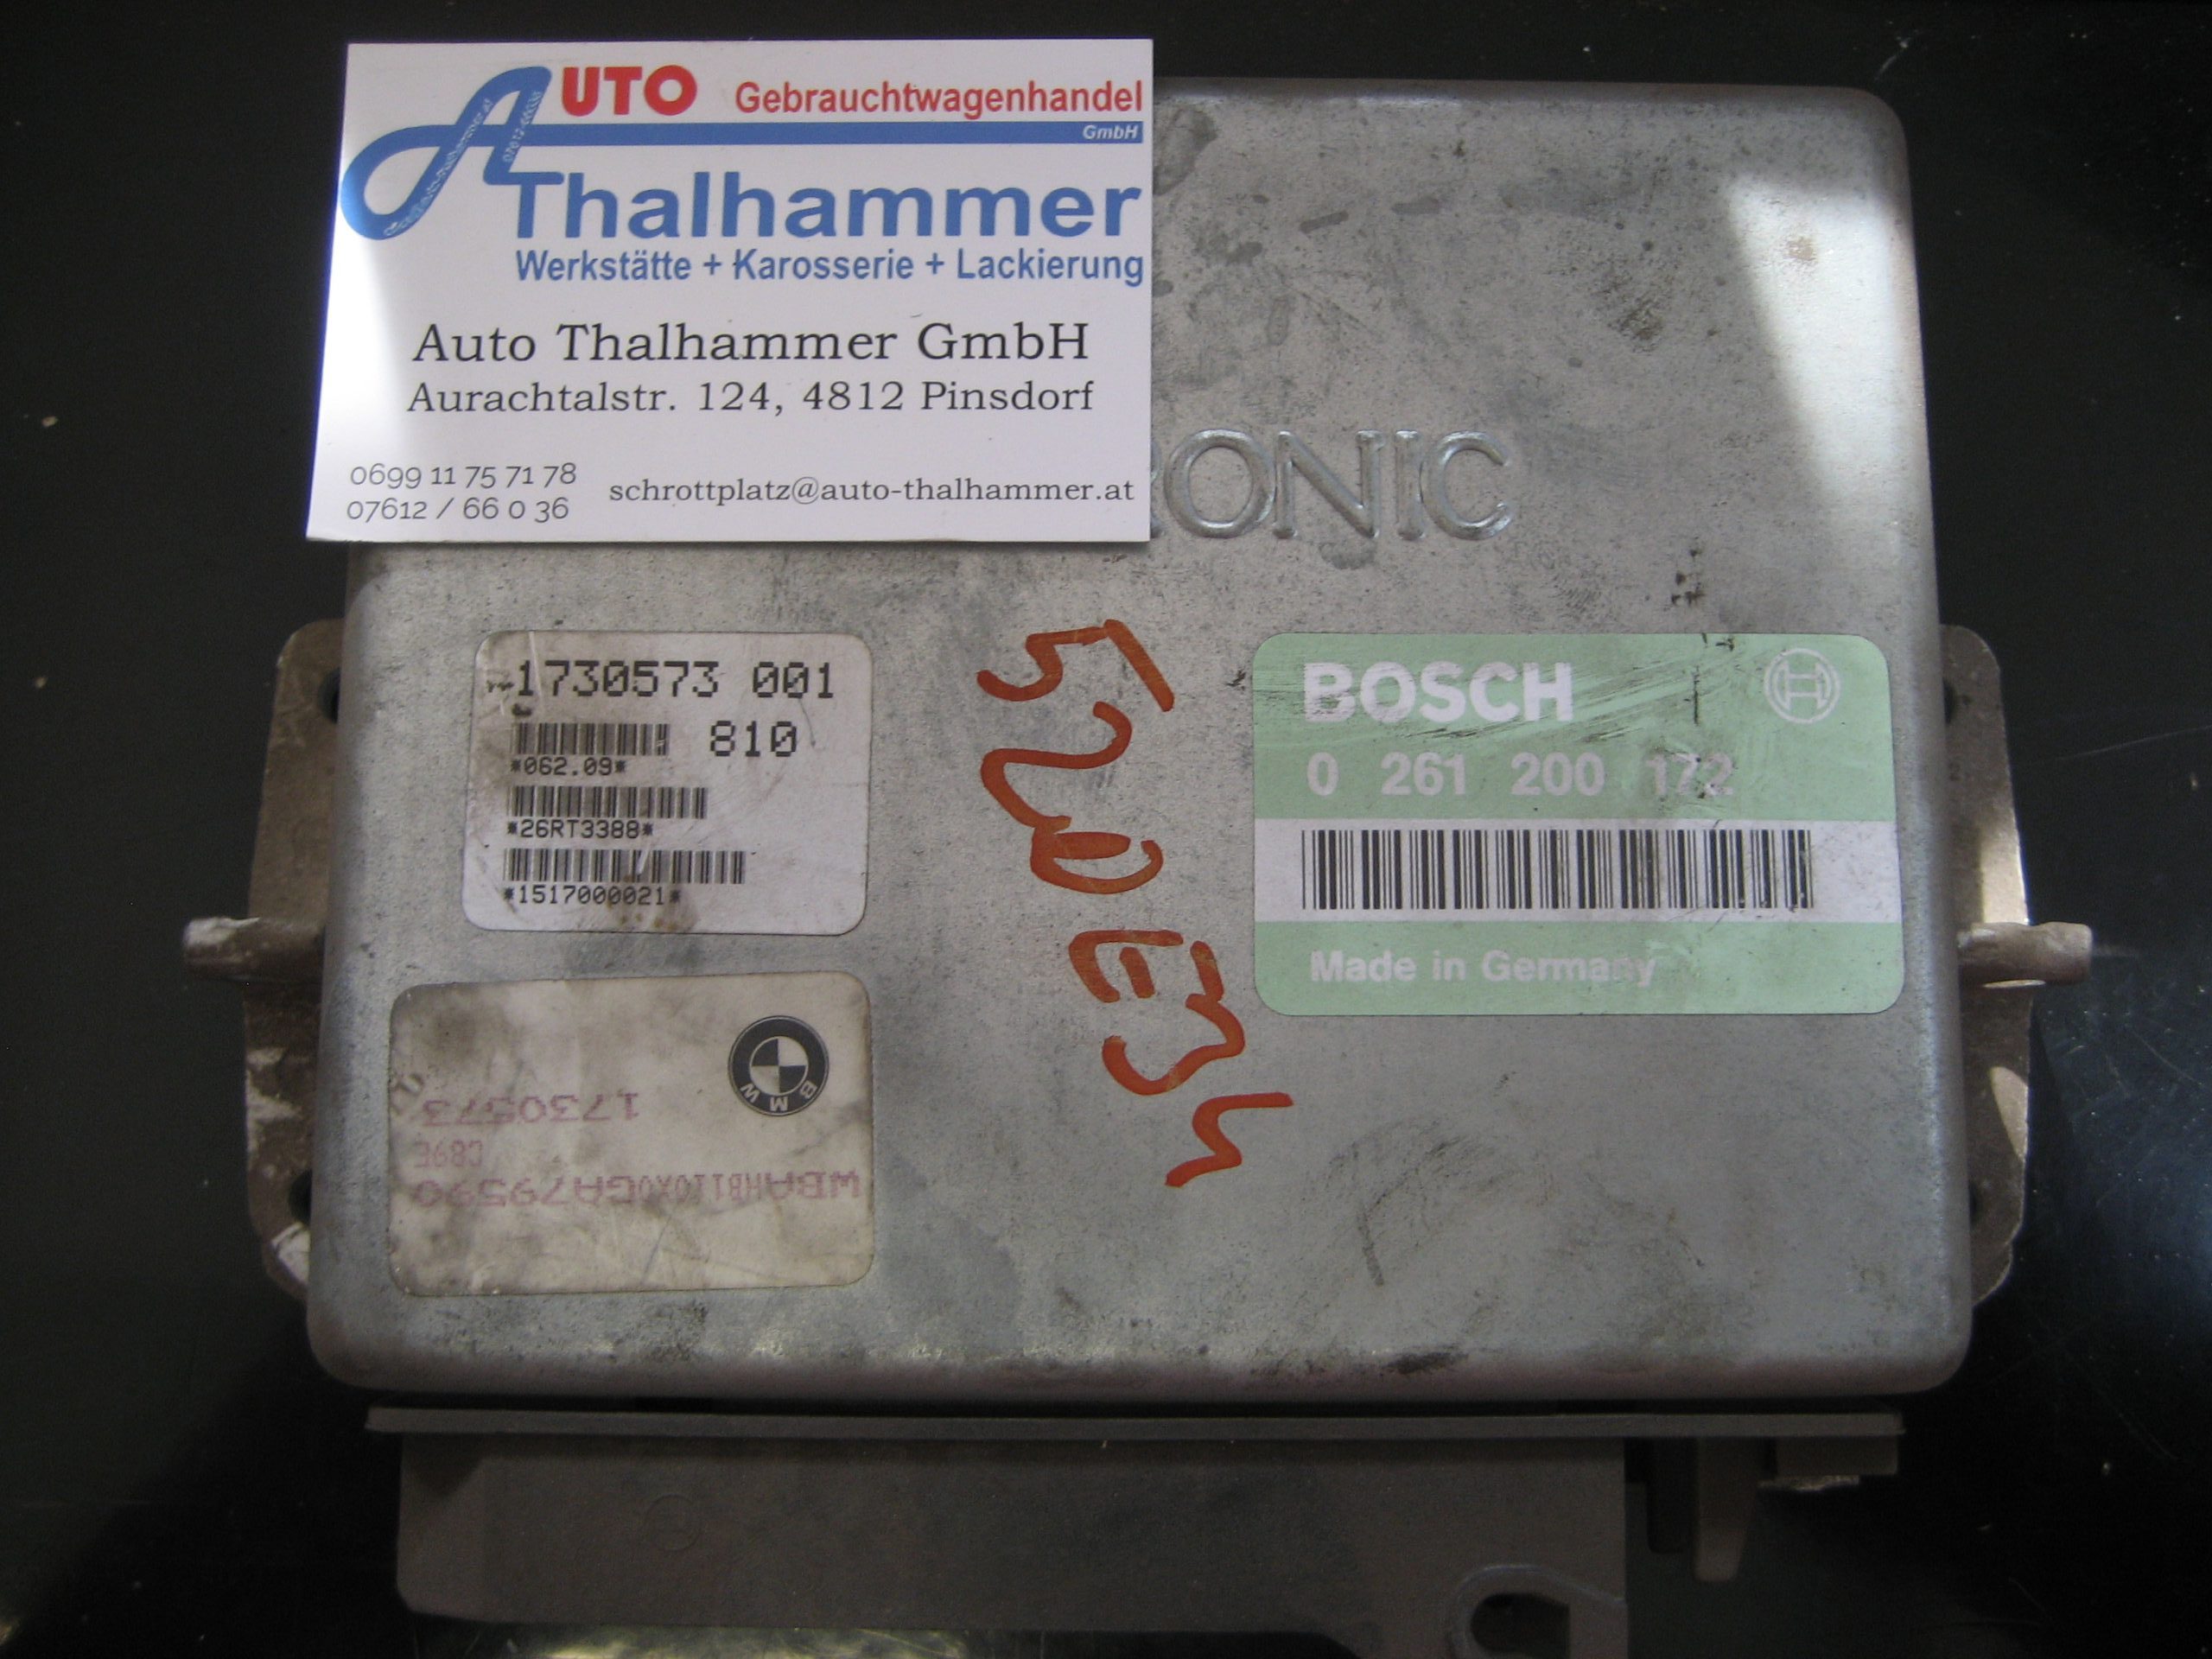 AUTO Gebrauchtwagenhandel
GmbH
Thalhammer
Werkstätte + Karosserie + Lackierung
Auto Thalhammer GmbH
Aurachtalstr. 124, 4812 Pinsdorf
0699 11 75 71 78
07612 / 66 0 36
schrottplatz@auto-thalhammer.at
RONIC
1730573 001
810
*062.09*
*26RT3388*
*1517000021*
BOSCH
0 261 200 172
Made in Germany
520 E34
BMW
1730573
WBAHB110X0GA79590